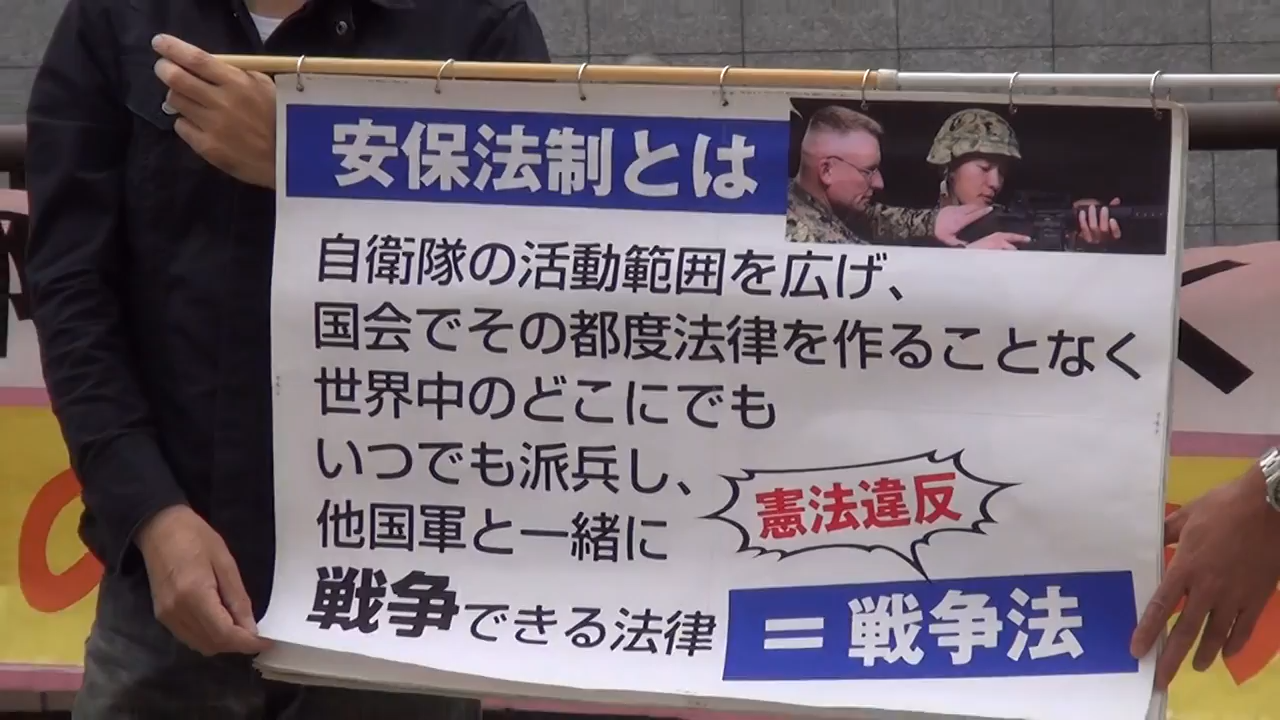 安保法制とは
自衛隊の活動範囲を広げ、
国会でその都度法律を作ることなく
世界中のどこにでも
いつでも派兵し、
他国軍と一緒に
戦争できる法律
憲法違反
=戦争法